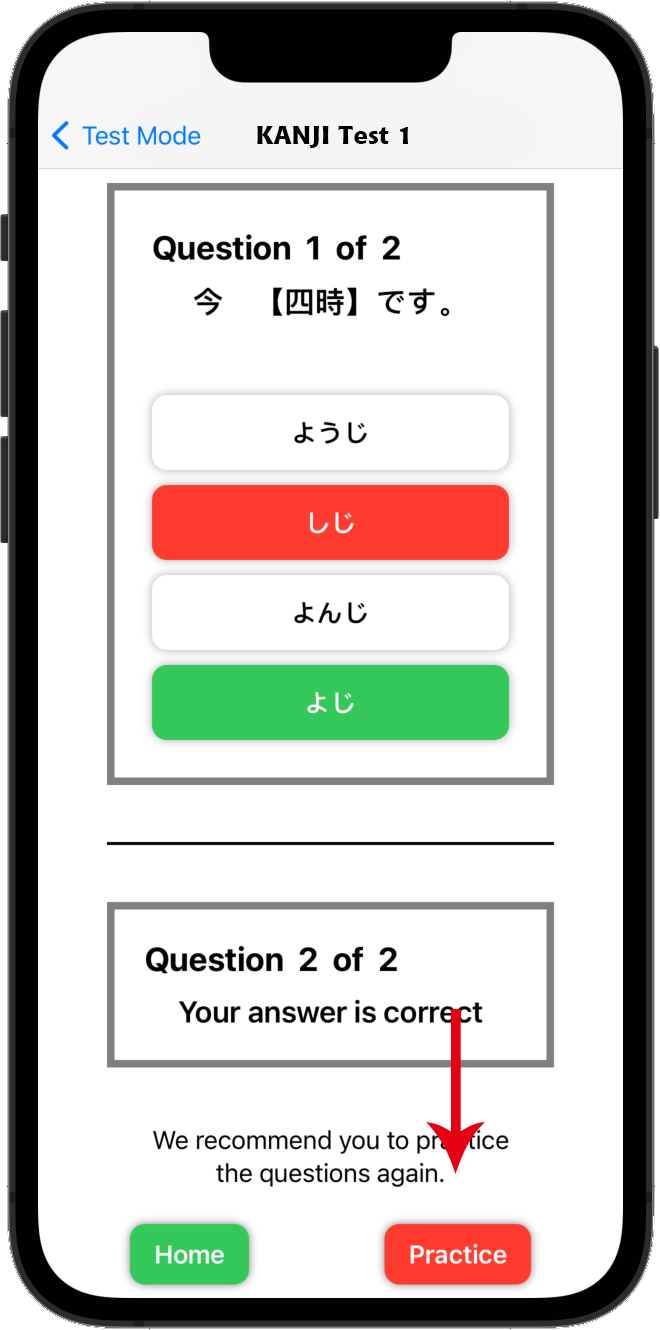 Test Mode
KANJI Test 1
Question 1 of 2
今　【四時】です。
ようじ
しじ
よんじ
よじ
Question 2 of 2
Your answer is correct
We recommend you to practice
the questions again.
Home
Practice